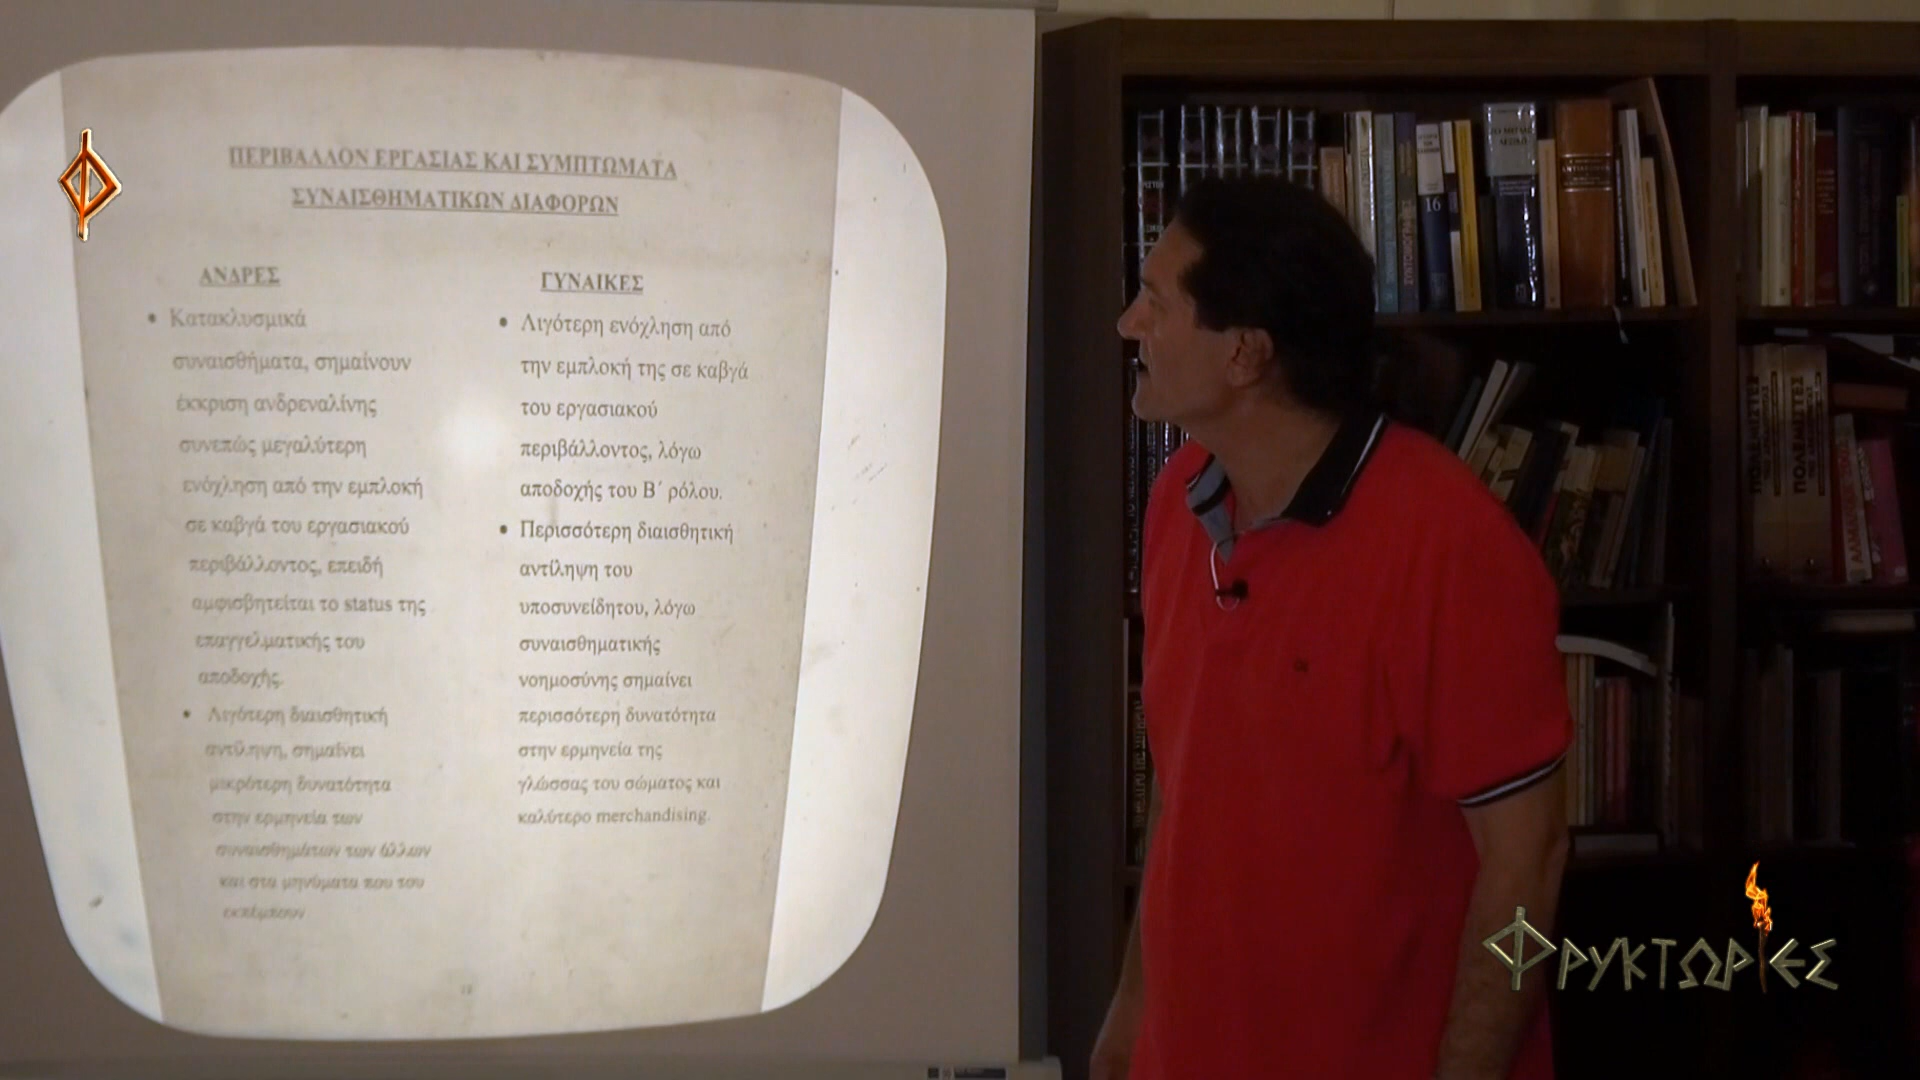 ΠΕΡΙΒΑΛΛΟΝ ΕΡΓΑΣΙΑΣ ΚΑΙ ΣΥΜΠΤΩΜΑΤΑ
ΣΥΝΑΙΣΘΗΜΑΤΙΚΩΝ ΔΙΑΦΟΡΩΝ
ΑΝΔΡΕΣ
• Κατακλυσμικά
συναισθήματα, σημαίνουν
έκκριση ανδρεναλίνης
συνεπώς μεγαλύτερη
ενόχληση από την εμπλοκή
σε καβγά του εργασιακού
περιβάλλοντος, επειδή
αμφισβητείται το status της
επαγγελματικής του
αποδοχής.
• Λιγότερη διαισθητική
αντίληψη, σημαίνει
μικρότερη δυνατότητα
στην ερμηνεία των
συναισθημάτων των άλλων
και στα μηνύματα που του
εκπέμπουν
ΓΥΝΑΙΚΕΣ
• Λιγότερη ενόχληση από
την εμπλοκή της σε καβγά
του εργασιακού
περιβάλλοντος, λόγω
αποδοχής του Β΄ ρόλου.
• Περισσότερη διαισθητική
αντίληψη του
υποσυνείδητου, λόγω
συναισθηματικής
νοημοσύνης σημαίνει
περισσότερη δυνατότητα
στην ερμηνεία της
γλώσσας του σώματος και
καλύτερο merchandising.
16
ΠΟΛΕΜΙΣΤΕΣ
ΠΟΛΕΜΙΣΤΕΣ
ΦΡΥΚΤΩΡΙΕΣ